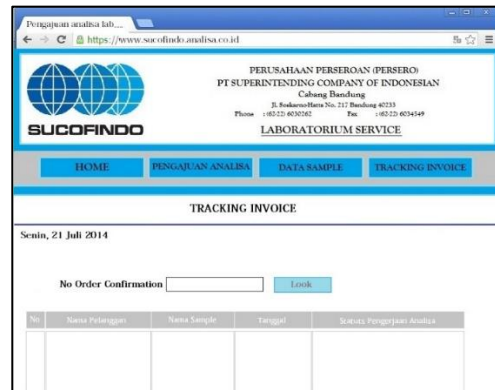 Pengajuan analisa lab...
https://www.sucofindo.analisa.co.id
PERUSAHAAN PERSEROAN (PERSERO)
PT SUPERINTENDING COMPANY OF INDONESIAN
Cabang Bandung
Jl. Soekarno Hatta No. 217 Bandung 40233
Phone : (62-22) 6030262 Fax : (62-22) 6034549
SUCOFINDO
LABORATORIUM SERVICE
HOME PENGAJUAN ANALISA DATA SAMPLE TRACKING INVOICE
TRACKING INVOICE
Senin, 21 Juli 2014
No Order Confirmation Look
No Nama Pelanggan Nama Sample Tanggal Status Pengerjaan Analisa